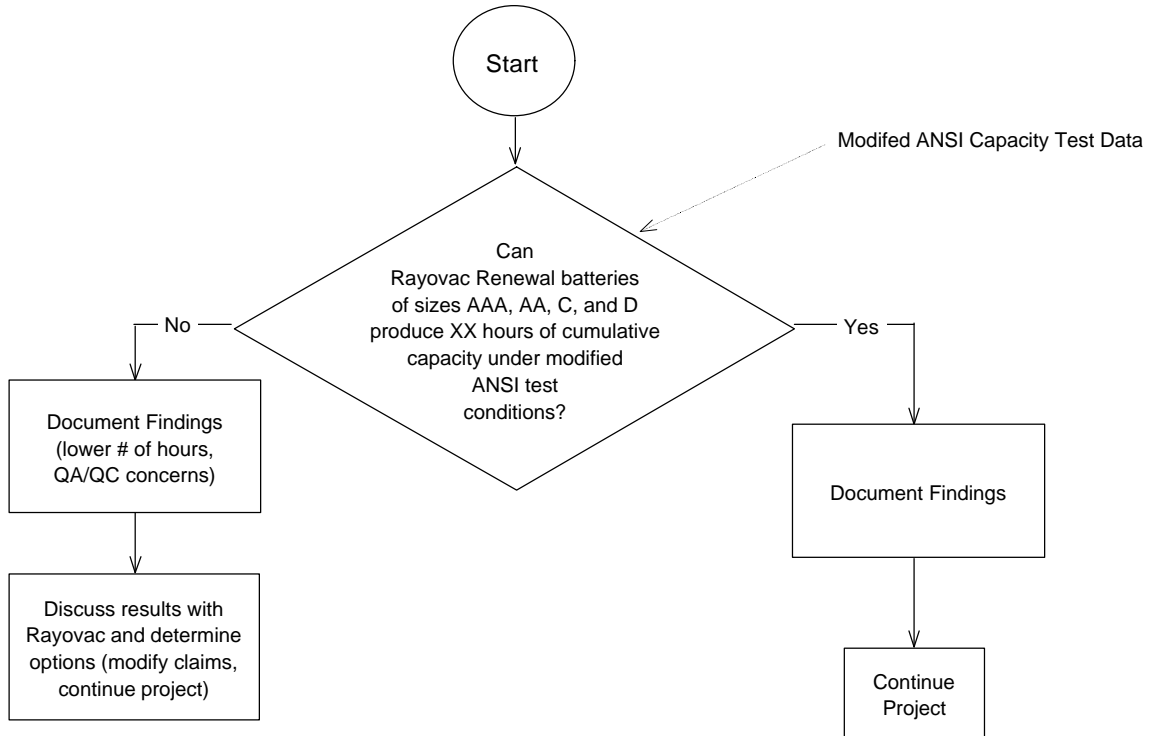 Start
Modifed ANSI Capacity Test Data
Can
Rayovac Renewal batteries
of sizes AAA, AA, C, and D
produce XX hours of cumulative
capacity under modified
ANSI test
conditions?
No
Yes
Document Findings
(lower # of hours,
QA/QC concerns)
Document Findings
Discuss results with
Rayovac and determine
options (modify claims,
continue project)
Continue
Project